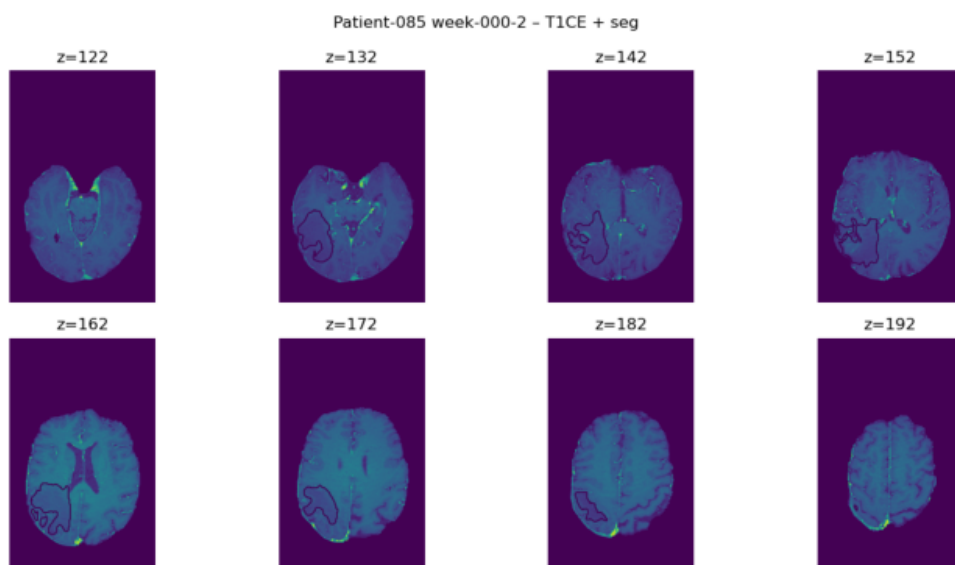 Patient-085 week-000-2 – T1CE + seg
z=122
z=132
z=142
z=152
z=162
z=172
z=182
z=192